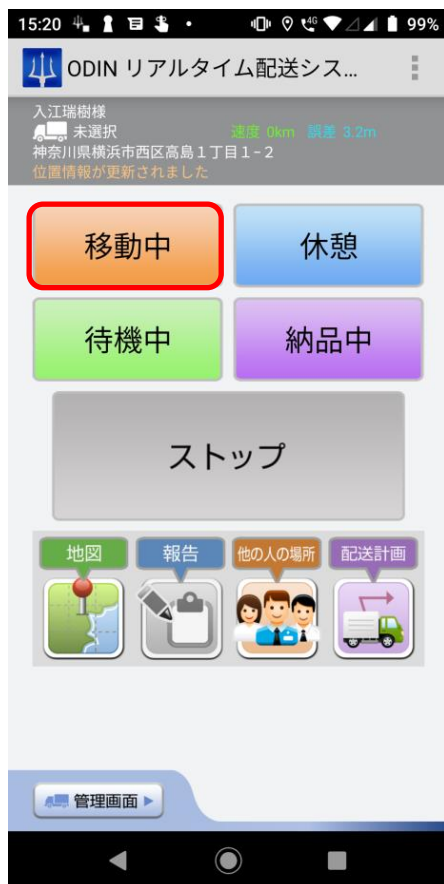 15:20 4G 99%
ODIN リアルタイム配送シス...
入江瑞樹様
未選択 速度 0km 誤差 3.2m
神奈川県横浜市西区高島1丁目1-2
位置情報が更新されました
移動中 休憩
待機中 納品中
ストップ
地図 報告 他の人の場所 配送計画
管理画面